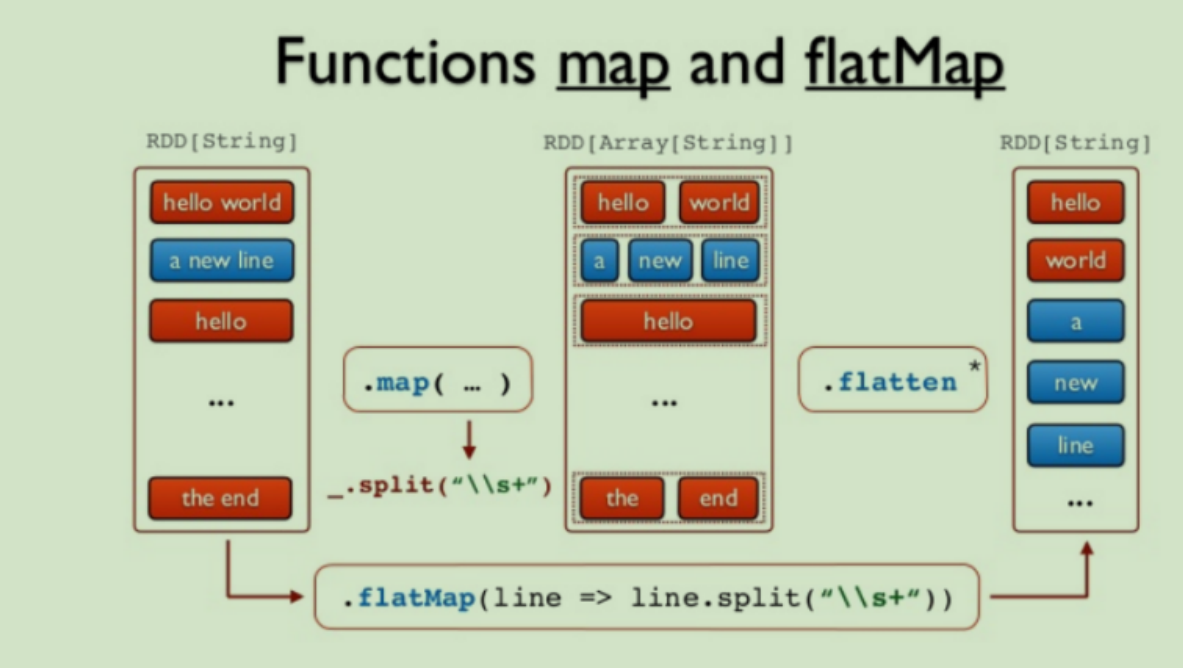 Functions map and flatMap
RDD[String]
hello world
a new line
hello
...
the end
.map( … )
_.split(“\\s+”)
RDD[Array[String]]
hello world
a new line
hello
...
the end
.flatten *
RDD[String]
hello
world
a
new
line
...
.flatMap(line => line.split(“\\s+“))